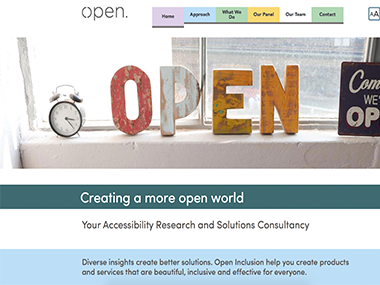 open.
Home
Approach
What We Do
Our Panel
Our Team
Contact
AA
OPEN
Com
WE'
OP
Creating a more open world
Your Accessibility Research and Solutions Consultancy
Diverse insights create better solutions. Open Inclusion help you create products
and services that are beautiful, inclusive and effective for everyone.